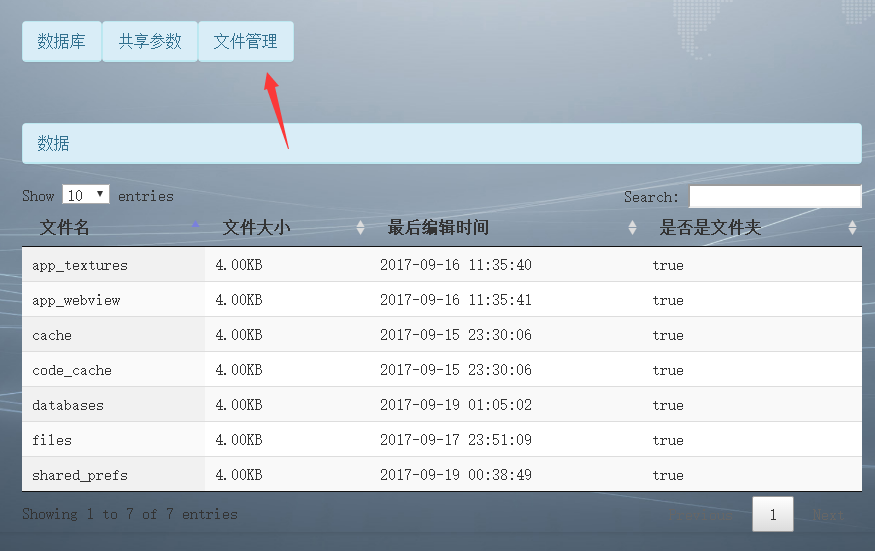 数据库 共享参数 文件管理
数据
Show 10 entries Search:
文件名 文件大小 最后编辑时间 是否是文件夹
app_textures 4.00KB 2017-09-16 11:35:40 true
app_webview 4.00KB 2017-09-16 11:35:41 true
cache 4.00KB 2017-09-15 23:30:06 true
code_cache 4.00KB 2017-09-15 23:30:06 true
databases 4.00KB 2017-09-19 01:05:02 true
files 4.00KB 2017-09-17 23:51:09 true
shared_prefs 4.00KB 2017-09-19 00:38:49 true
Showing 1 to 7 of 7 entries Previous 1 Next